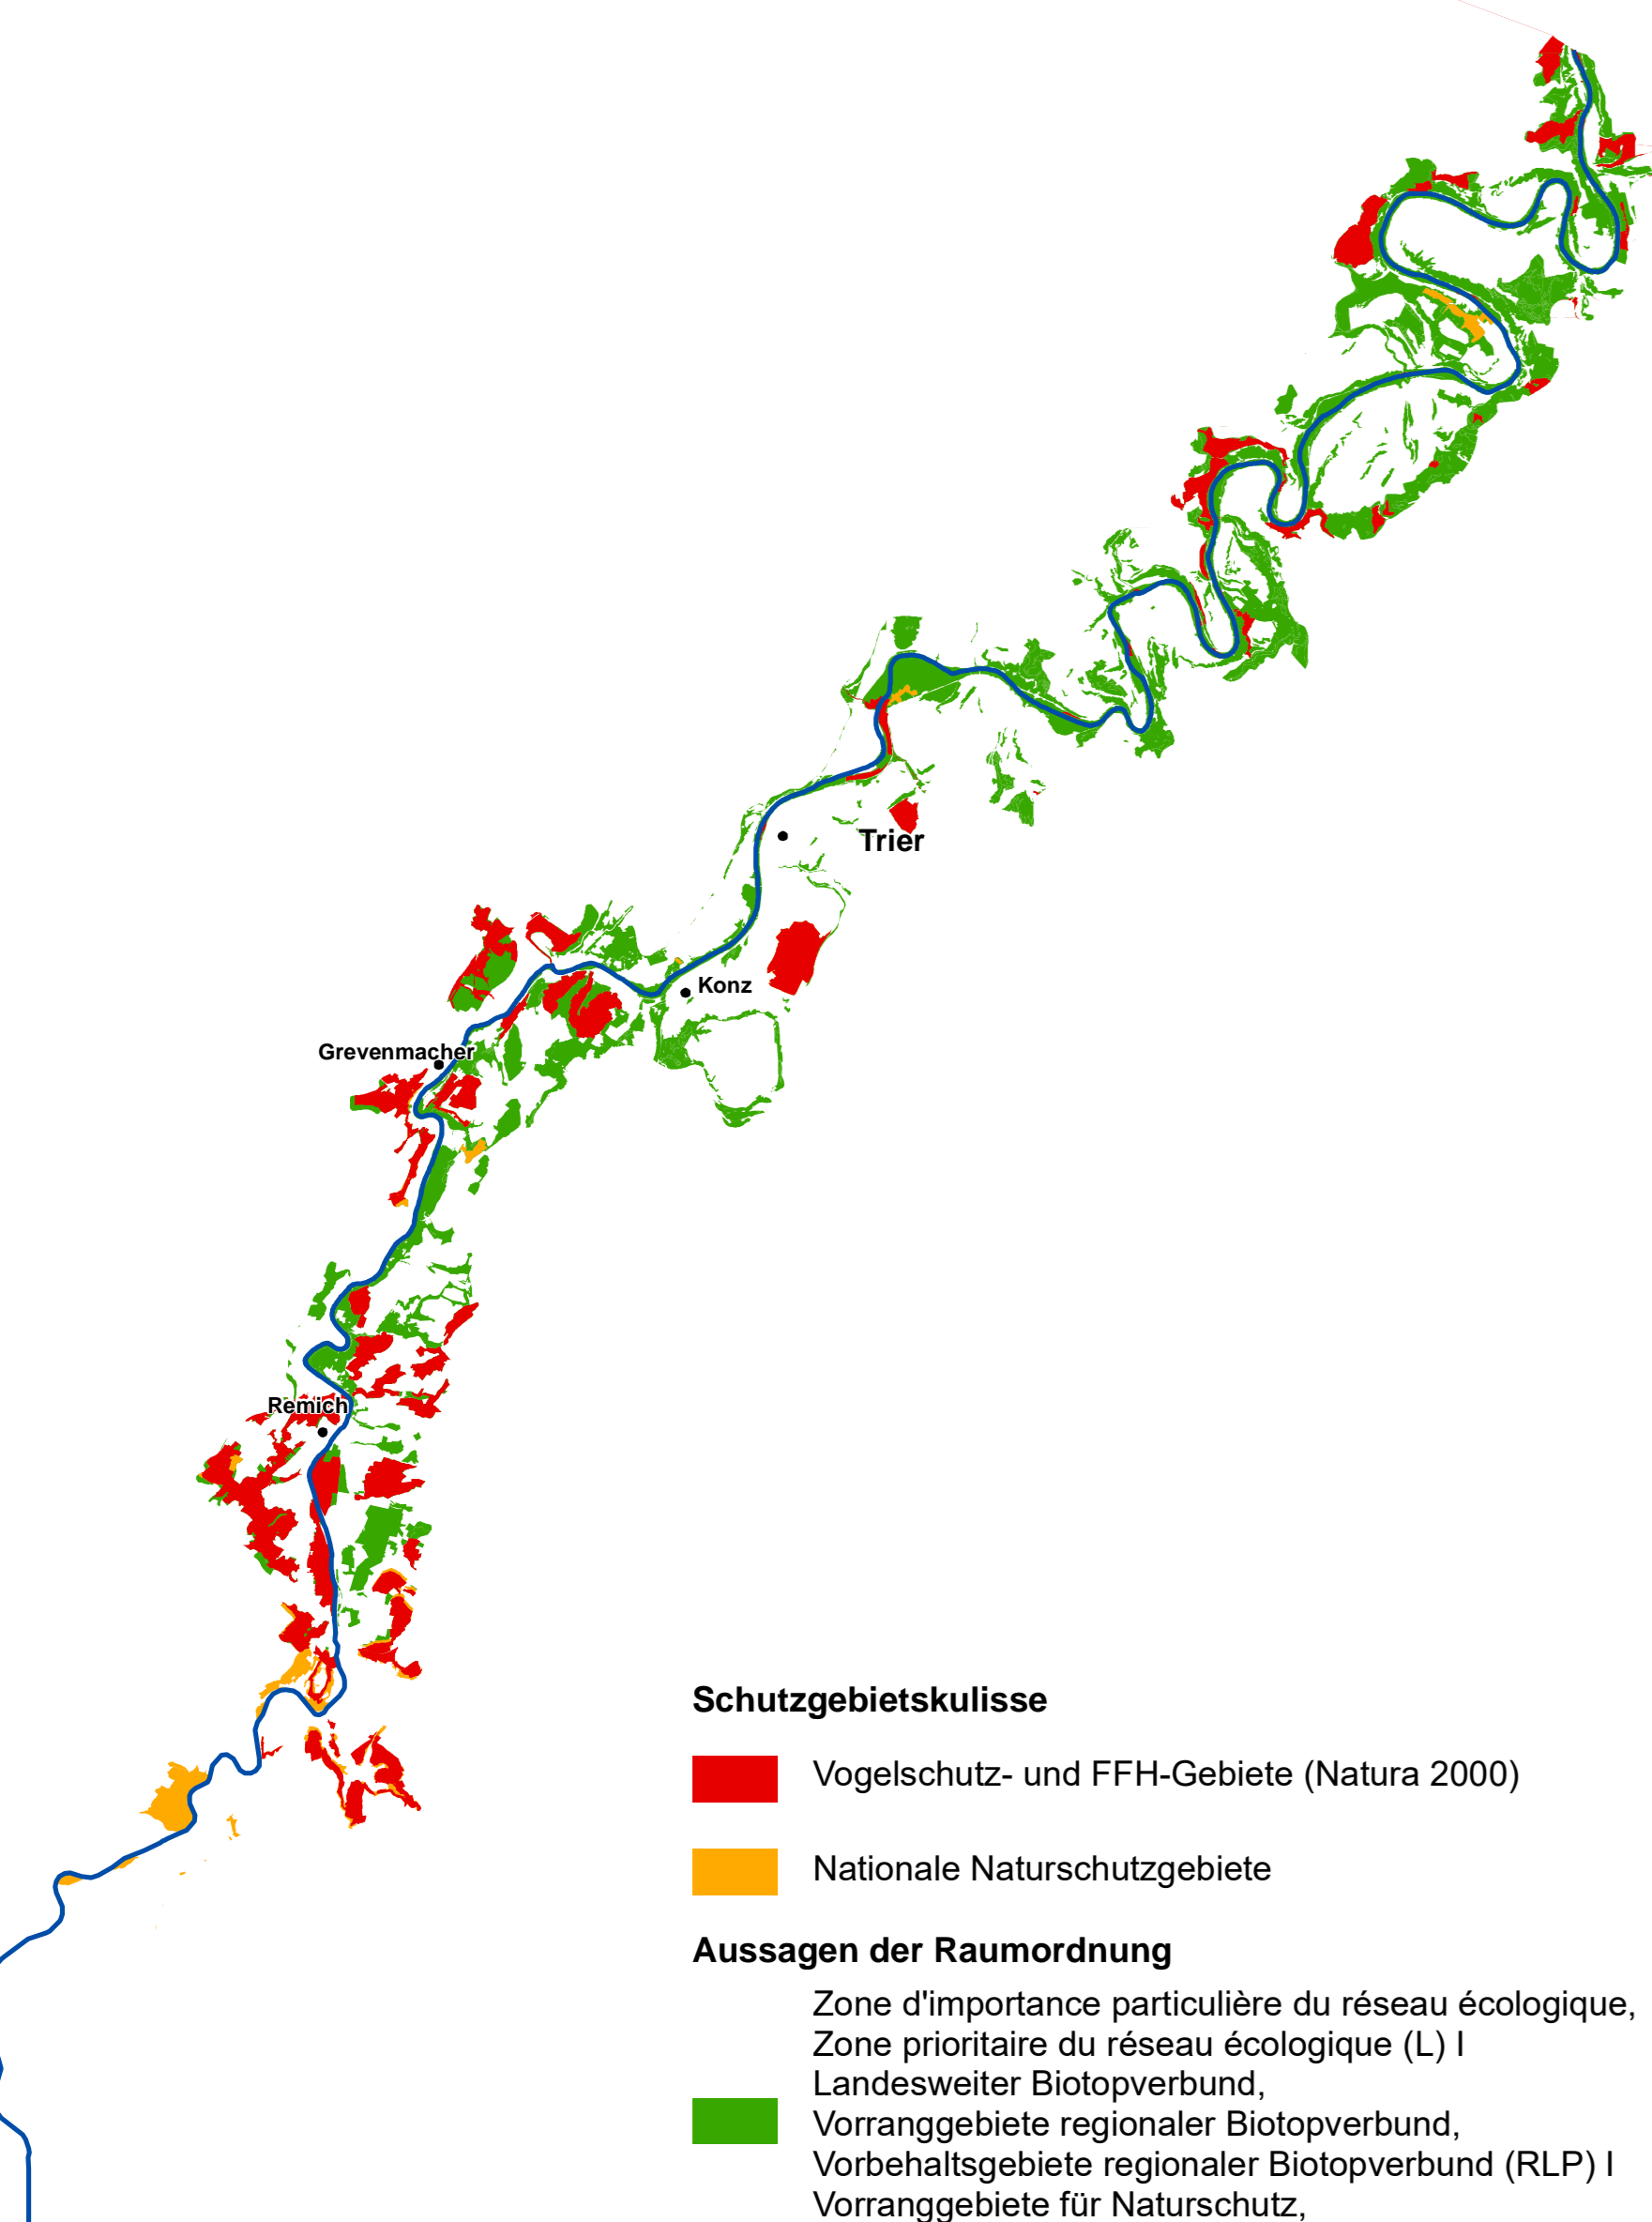 Trier
Konz
Grevenmacher
Remich
Schutzgebietskulisse
Vogelschutz- und FFH-Gebiete (Natura 2000)
Nationale Naturschutzgebiete
Aussagen der Raumordnung
Zone d'importance particulière du réseau écologique,
Zone prioritaire du réseau écologique (L) I
Landesweiter Biotopverbund,
Vorranggebiete regionaler Biotopverbund,
Vorbehaltsgebiete regionaler Biotopverbund (RLP) I
Vorranggebiete für Naturschutz,